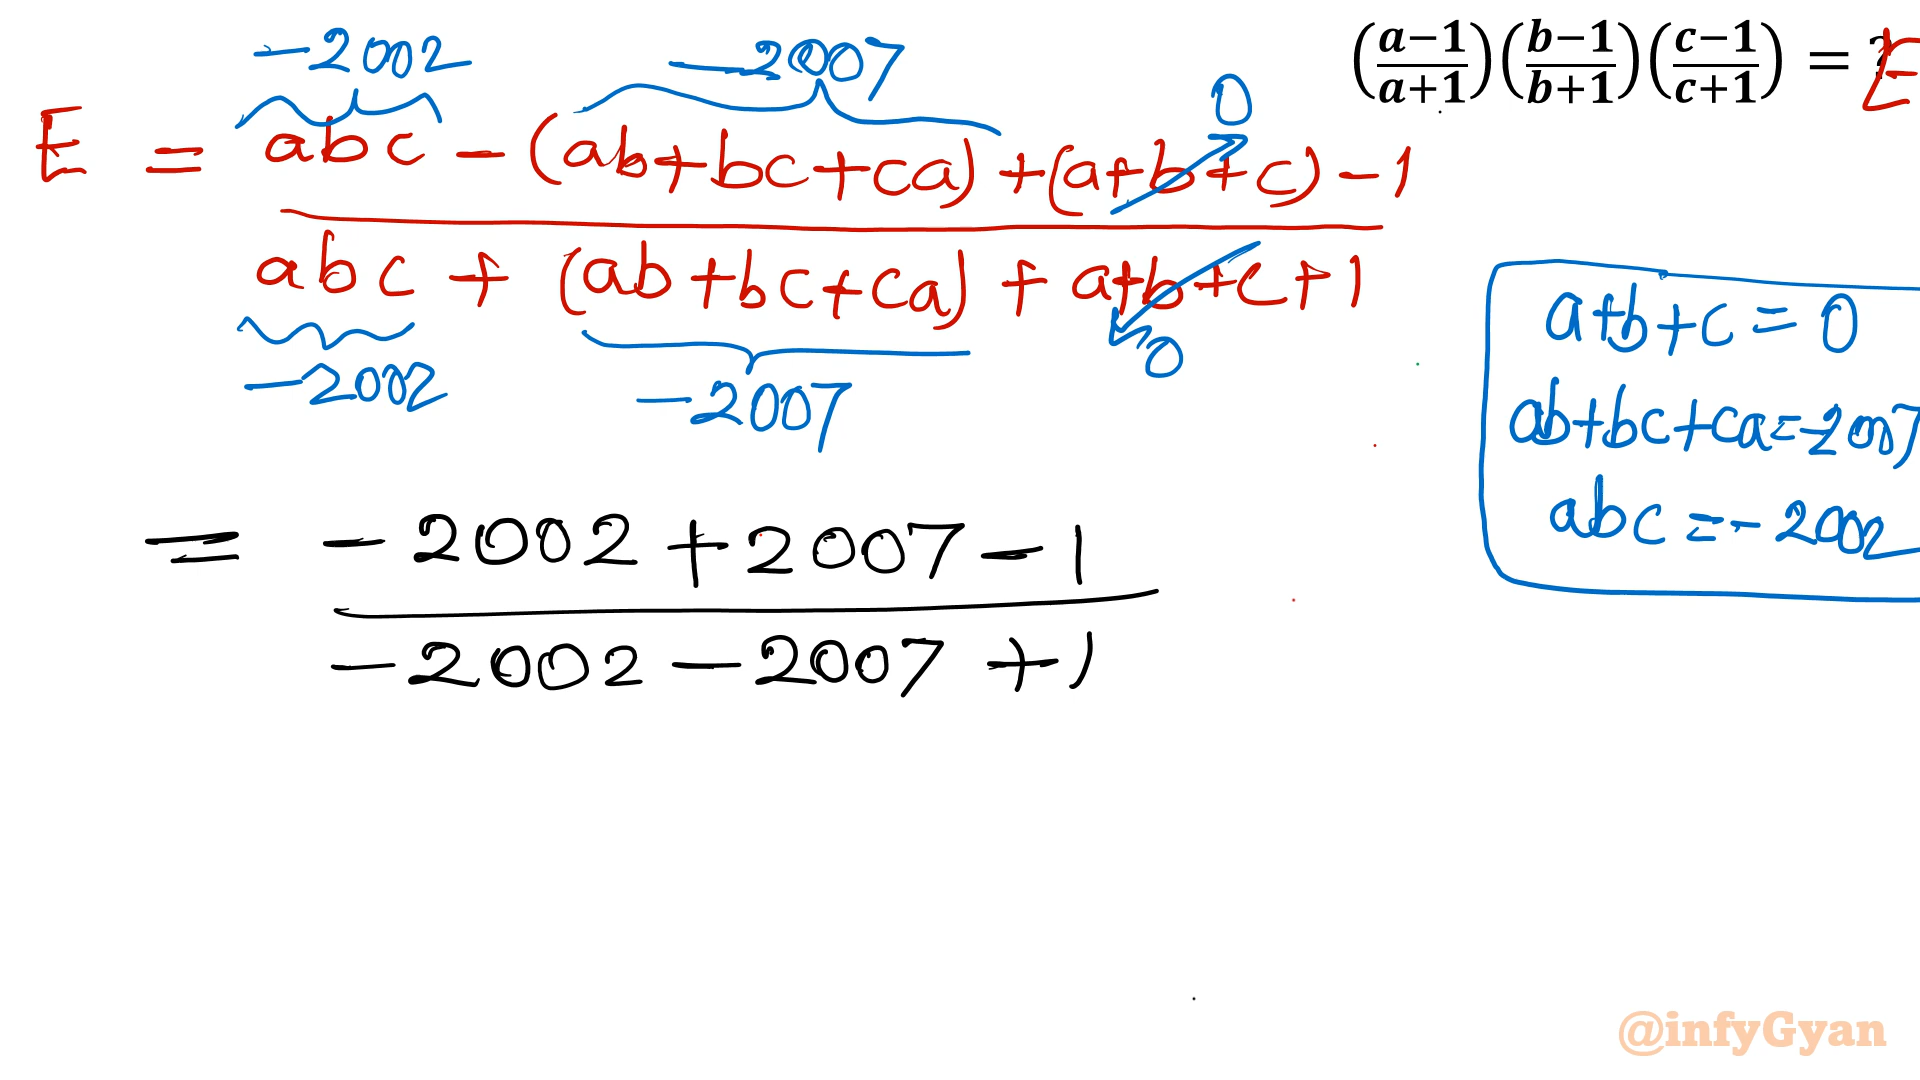 (a−1/a+1)(b−1/b+1)(c−1/c+1) = ? E
−2002 −2007 0
E = abc − (ab+bc+ca) + (a+b+c) − 1
abc + (ab+bc+ca) + a+b+c+1
−2002 −2007 0
a+b+c = 0
ab+bc+ca=−2007
abc = −2002
= −2002 + 2007 − 1
−2002 − 2007 + 1
@infyGyan